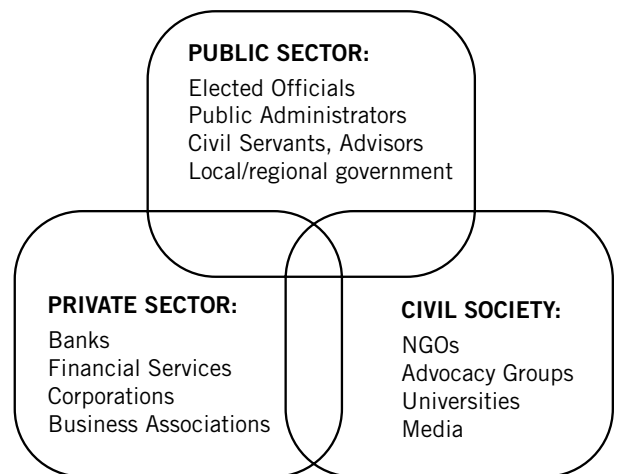 PUBLIC SECTOR:
Elected Officials
Public Administrators
Civil Servants, Advisors
Local/regional government
PRIVATE SECTOR:
Banks
Financial Services
Corporations
Business Associations
CIVIL SOCIETY:
NGOs
Advocacy Groups
Universities
Media